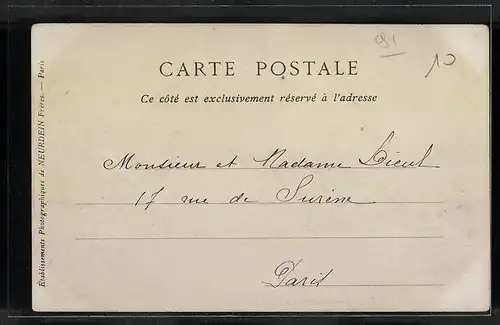 91
10
CARTE POSTALE
Ce côté est exclusivement réservé à l'adresse
Monsieur et Madame
17 rue de Surène
Paris
Établissements Photographiques de NEURDEIN Frères. — Paris